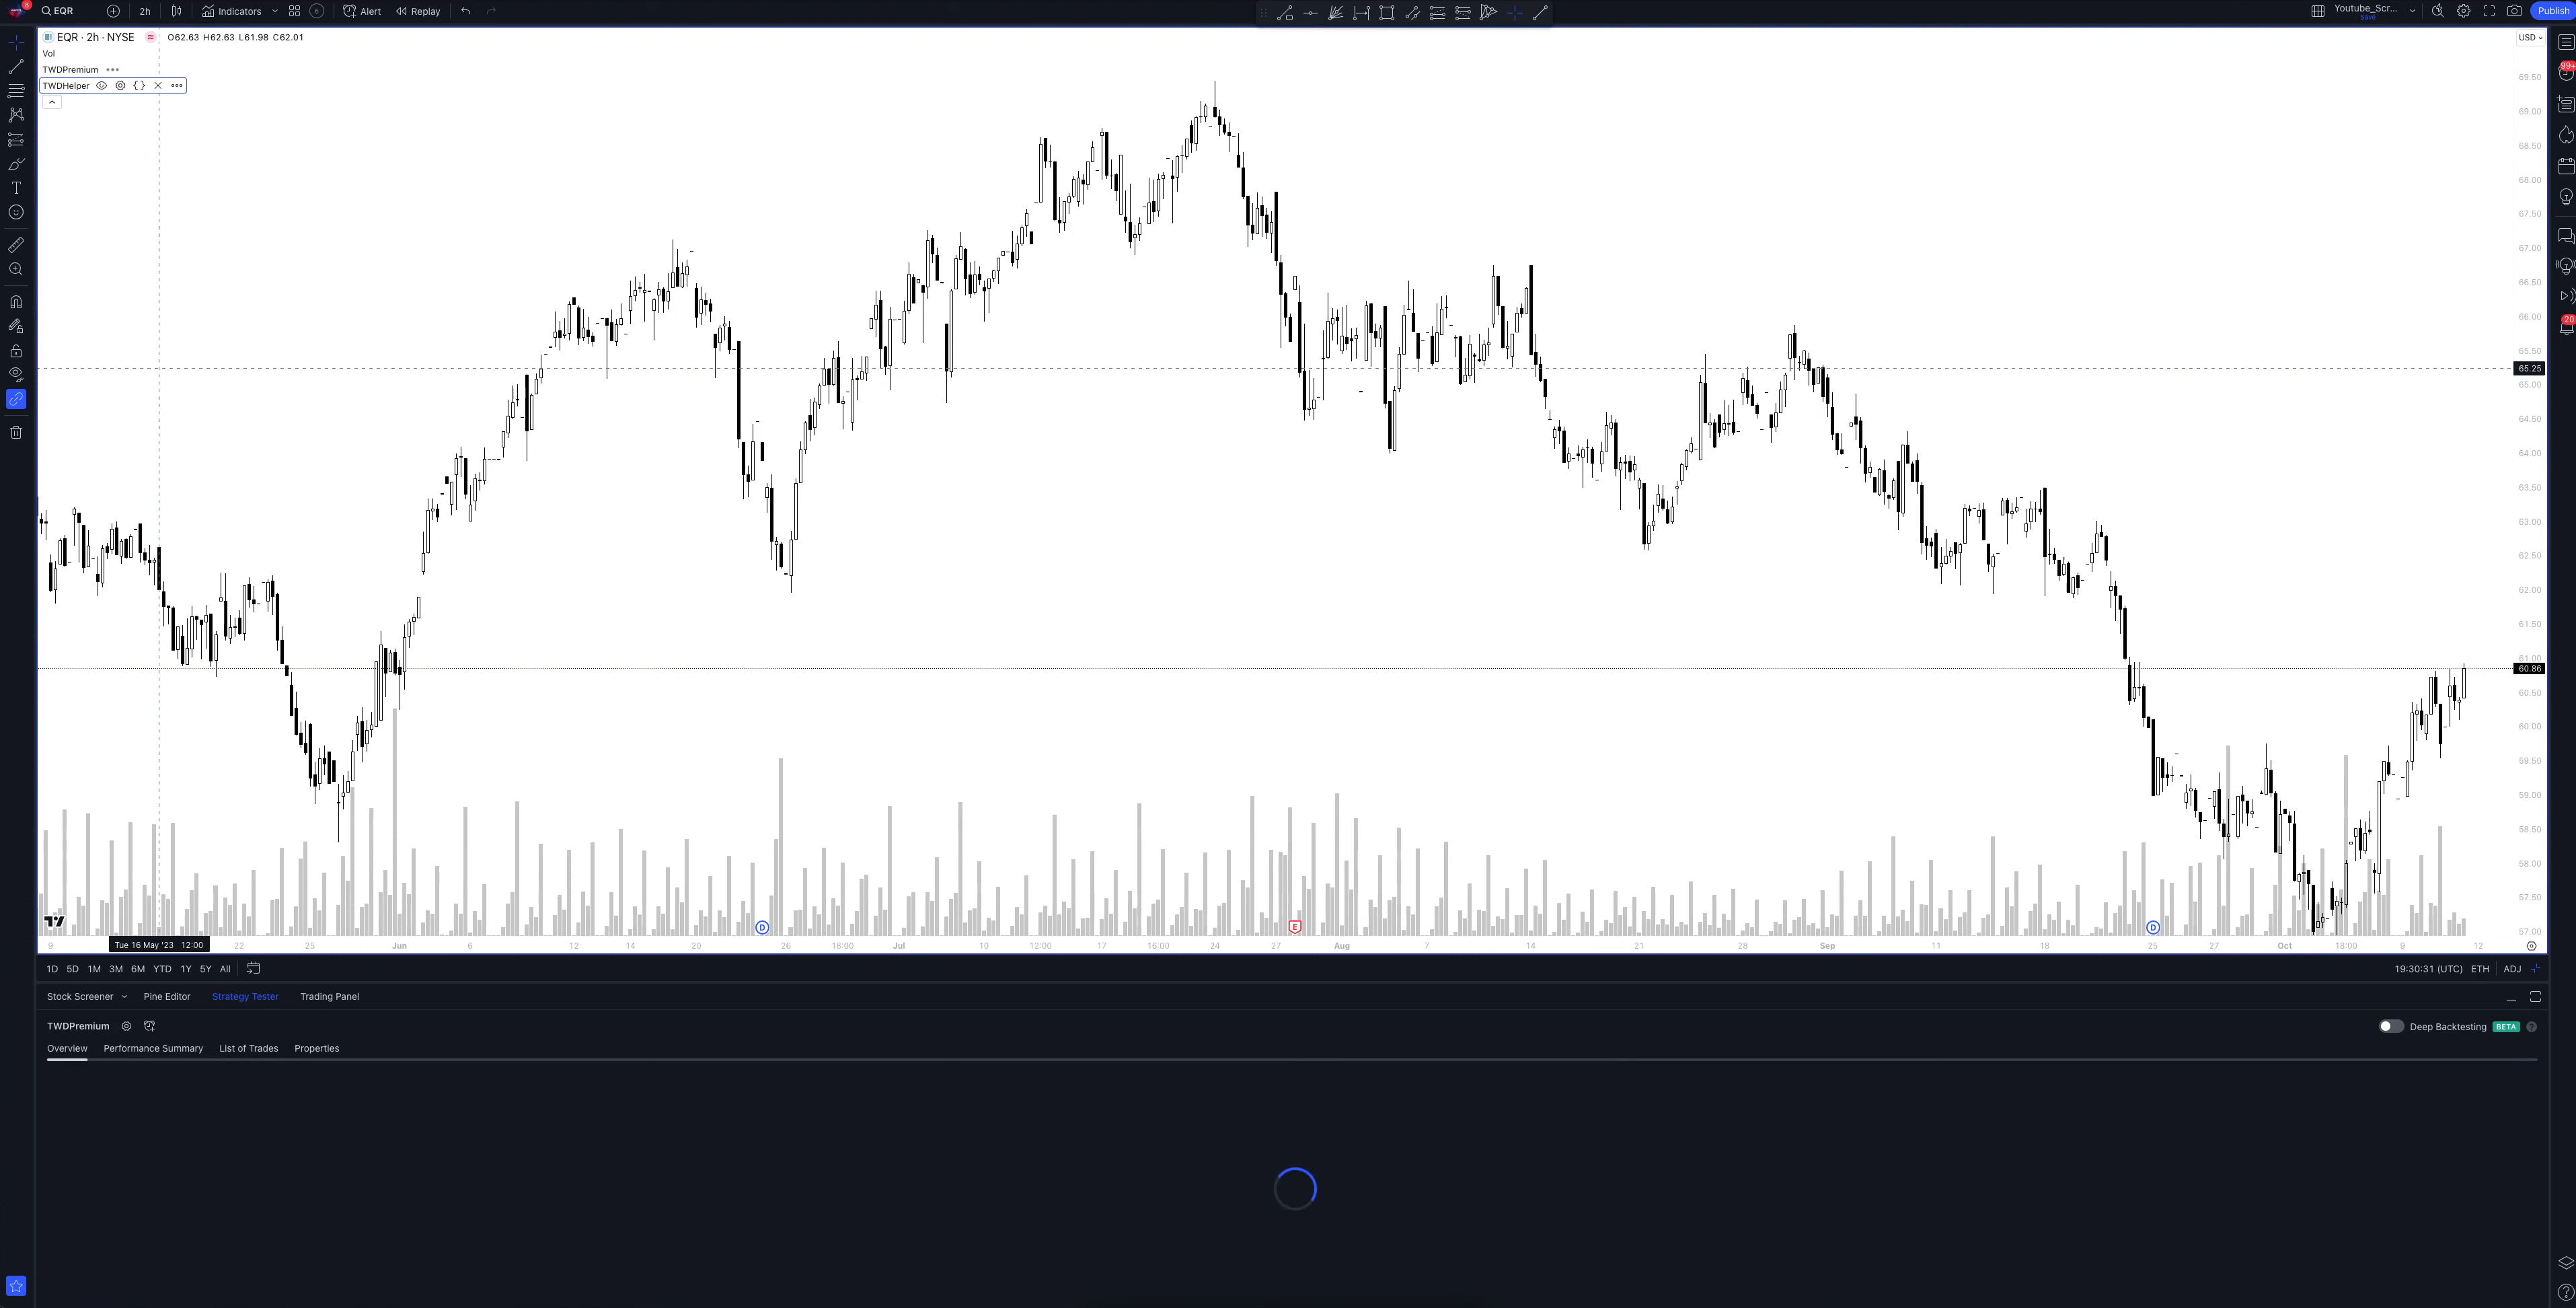 8 EQR 2h Indicators 6 Alert Replay Youtube_Scr... Save Publish
EQR · 2h · NYSE O62.63 H62.63 L61.98 C62.01 USD
Vol
TWDPremium
TWDHelper
99+
20
69.50
69.00
68.50
68.00
67.50
67.00
66.50
66.00
65.50
65.25
65.00
64.50
64.00
63.50
63.00
62.50
62.00
61.50
61.00
60.86
60.50
60.00
59.50
59.00
58.50
58.00
57.50
57.00
D E D
9 Tue 16 May '23 12:00 22 25 Jun 6 12 14 20 26 18:00 Jul 10 12:00 17 16:00 24 27 Aug 7 14 21 28 Sep 11 18 25 27 Oct 18:00 9 12
1D 5D 1M 3M 6M YTD 1Y 5Y All 19:30:31 (UTC) ETH ADJ
Stock Screener Pine Editor Strategy Tester Trading Panel
TWDPremium Deep Backtesting BETA ?
Overview Performance Summary List of Trades Properties